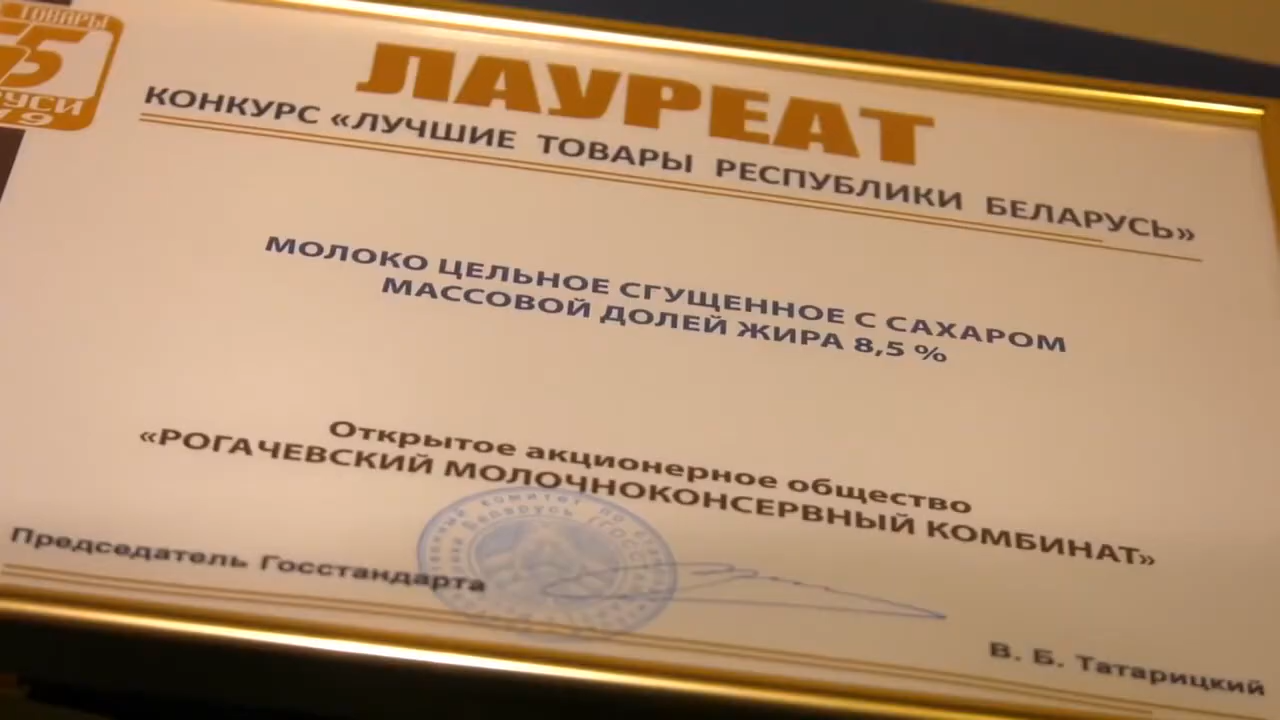 ТОВАРЫ
ЛАУРЕАТ
КОНКУРС «ЛУЧШИЕ ТОВАРЫ РЕСПУБЛИКИ БЕЛАРУСЬ»
МОЛОКО ЦЕЛЬНОЕ СГУЩЕННОЕ С САХАРОМ
МАССОВОЙ ДОЛЕЙ ЖИРА 8,5 %
Открытое акционерное общество
«РОГАЧЕВСКИЙ МОЛОЧНОКОНСЕРВНЫЙ КОМБИНАТ»
Председатель Госстандарта
В. Б. Татарицкий